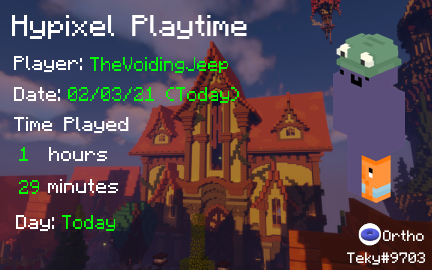 Hypixel Playtime
Player: TheVoidingJeep
Date: 02/03/21 (Today)
Time Played
1 hours
29 minutes
Day: Today
Ortho
Teky#9703